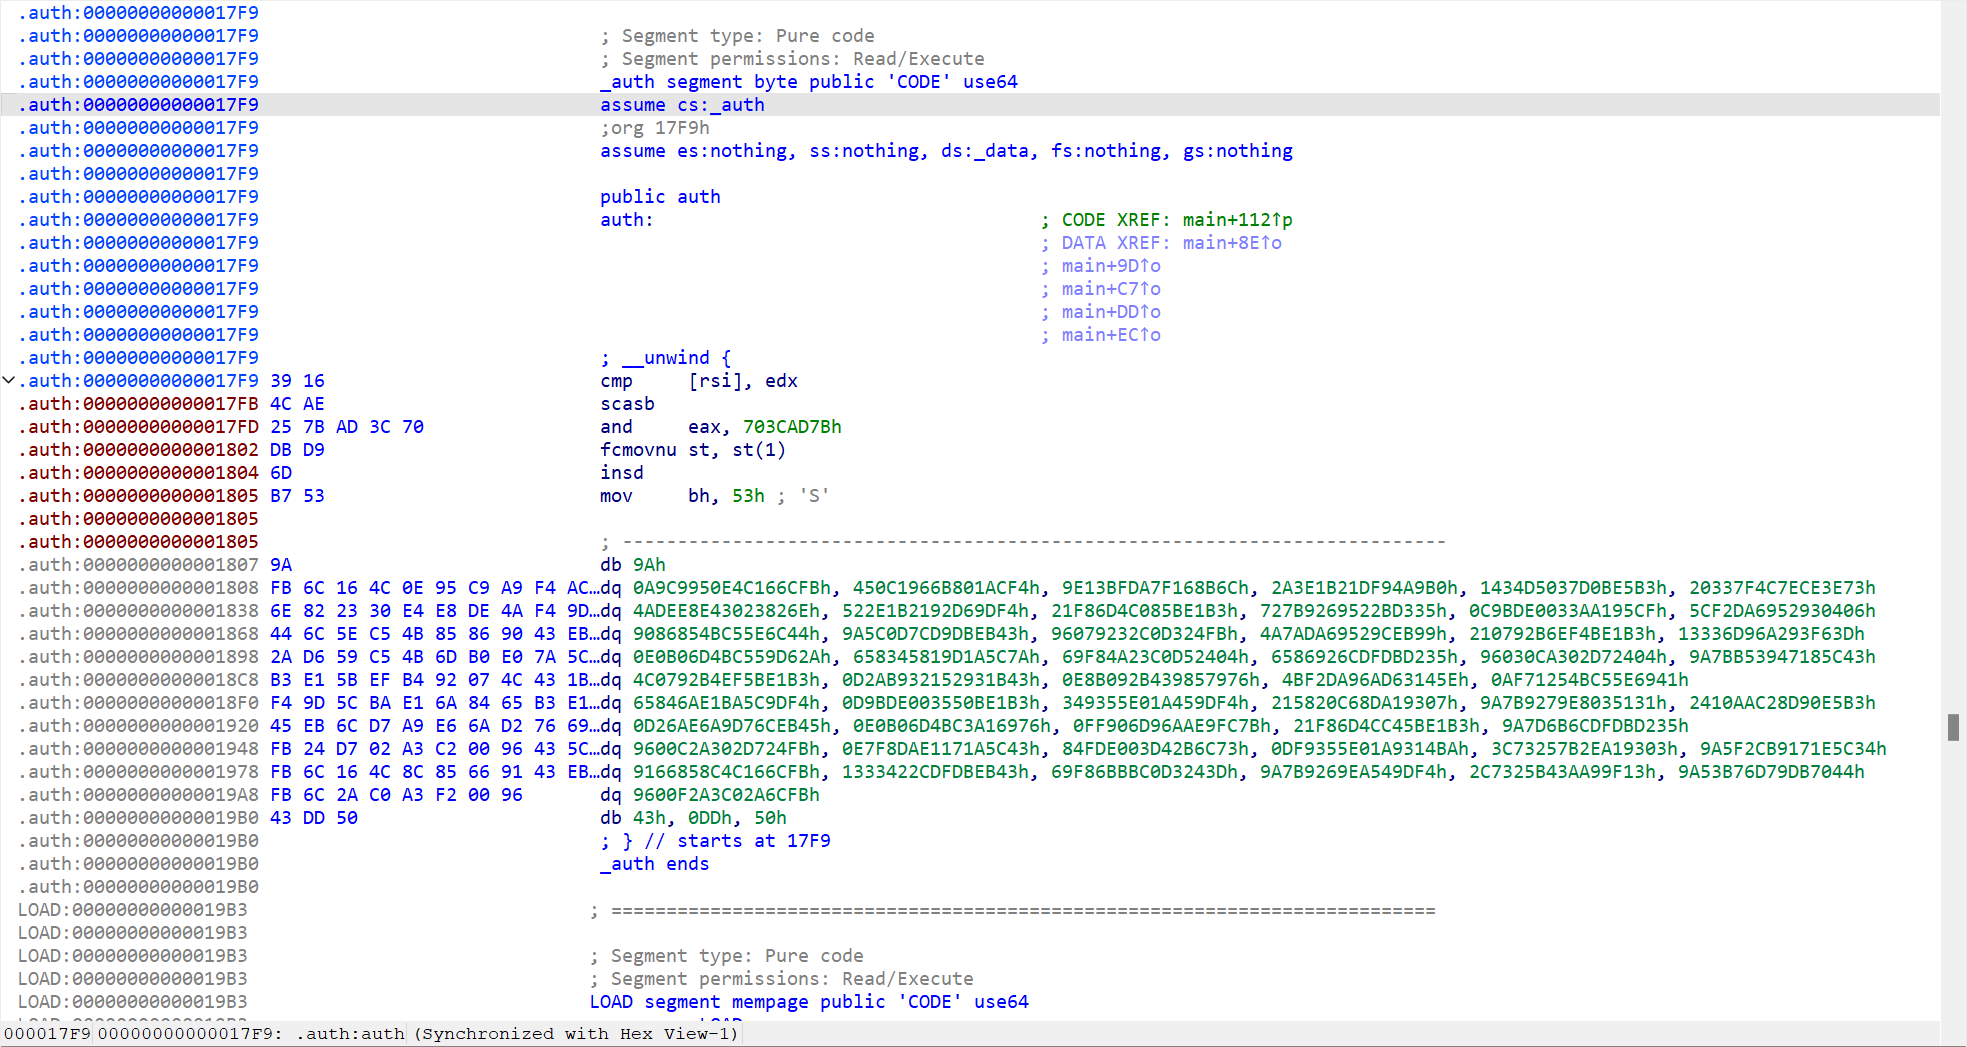 .auth:00000000000017F9
.auth:00000000000017F9 ; Segment type: Pure code
.auth:00000000000017F9 ; Segment permissions: Read/Execute
.auth:00000000000017F9 _auth segment byte public 'CODE' use64
.auth:00000000000017F9 assume cs:_auth
.auth:00000000000017F9 ;org 17F9h
.auth:00000000000017F9 assume es:nothing, ss:nothing, ds:_data, fs:nothing, gs:nothing
.auth:00000000000017F9
.auth:00000000000017F9 public auth
.auth:00000000000017F9 auth: ; CODE XREF: main+112↑p
.auth:00000000000017F9 ; DATA XREF: main+8E↑o
.auth:00000000000017F9 ; main+9D↑o
.auth:00000000000017F9 ; main+C7↑o
.auth:00000000000017F9 ; main+DD↑o
.auth:00000000000017F9 ; main+EC↑o
.auth:00000000000017F9 ; __unwind {
.auth:00000000000017F9 39 16 cmp [rsi], edx
.auth:00000000000017FB 4C AE scasb
.auth:00000000000017FD 25 7B AD 3C 70 and eax, 703CAD7Bh
.auth:0000000000001802 DB D9 fcmovnu st, st(1)
.auth:0000000000001804 6D insd
.auth:0000000000001805 B7 53 mov bh, 53h ; 'S'
.auth:0000000000001805
.auth:0000000000001805 ; ---------------------------------------------------------------------------
.auth:0000000000001807 9A db 9Ah
.auth:0000000000001808 FB 6C 16 4C 0E 95 C9 A9 F4 AC…dq 0A9C9950E4C166CFBh, 450C1966B801ACF4h, 9E13BFDA7F168B6Ch, 2A3E1B21DF94A9B0h, 1434D5037D0BE5B3h, 20337F4C7ECE3E73h
.auth:0000000000001838 6E 82 23 30 E4 E8 DE 4A F4 9D…dq 4ADEE8E43023826Eh, 522E1B2192D69DF4h, 21F86D4C085BE1B3h, 727B9269522BD335h, 0C9BDE0033AA195CFh, 5CF2DA6952930406h
.auth:0000000000001868 44 6C 5E C5 4B 85 86 90 43 EB…dq 9086854BC55E6C44h, 9A5C0D7CD9DBEB43h, 96079232C0D324FBh, 4A7ADA69529CEB99h, 210792B6EF4BE1B3h, 13336D96A293F63Dh
.auth:0000000000001898 2A D6 59 C5 4B 6D B0 E0 7A 5C…dq 0E0B06D4BC559D62Ah, 658345819D1A5C7Ah, 69F84A23C0D52404h, 6586926CDFDBD235h, 96030CA302D72404h, 9A7BB53947185C43h
.auth:00000000000018C8 B3 E1 5B EF B4 92 07 4C 43 1B…dq 4C0792B4EF5BE1B3h, 0D2AB932152931B43h, 0E8B092B439857976h, 4BF2DA96AD63145Eh, 0AF71254BC55E6941h
.auth:00000000000018F0 F4 9D 5C BA E1 6A 84 65 B3 E1…dq 65846AE1BA5C9DF4h, 0D9BDE003550BE1B3h, 349355E01A459DF4h, 215820C68DA19307h, 9A7B9279E8035131h, 2410AAC28D90E5B3h
.auth:0000000000001920 45 EB 6C D7 A9 E6 6A D2 76 69…dq 0D26AE6A9D76CEB45h, 0E0B06D4BC3A16976h, 0FF906D96AAE9FC7Bh, 21F86D4CC45BE1B3h, 9A7D6B6CDFDBD235h
.auth:0000000000001948 FB 24 D7 02 A3 C2 00 96 43 5C…dq 9600C2A302D724FBh, 0E7F8DAE1171A5C43h, 84FDE003D42B6C73h, 0DF9355E01A9314BAh, 3C73257B2EA19303h, 9A5F2CB9171E5C34h
.auth:0000000000001978 FB 6C 16 4C 8C 85 66 91 43 EB…dq 9166858C4C166CFBh, 1333422CDFDBEB43h, 69F86BBBC0D3243Dh, 9A7B9269EA549DF4h, 2C7325B43AA99F13h, 9A53B76D79DB7044h
.auth:00000000000019A8 FB 6C 2A C0 A3 F2 00 96 dq 9600F2A3C02A6CFBh
.auth:00000000000019B0 43 DD 50 db 43h, 0DDh, 50h
.auth:00000000000019B0 ; } // starts at 17F9
.auth:00000000000019B0 _auth ends
.auth:00000000000019B0
LOAD:00000000000019B3 ; ===========================================================================
LOAD:00000000000019B3
LOAD:00000000000019B3 ; Segment type: Pure code
LOAD:00000000000019B3 ; Segment permissions: Read/Execute
LOAD:00000000000019B3 LOAD segment mempage public 'CODE' use64
000017F9 00000000000017F9: .auth:auth (Synchronized with Hex View-1)